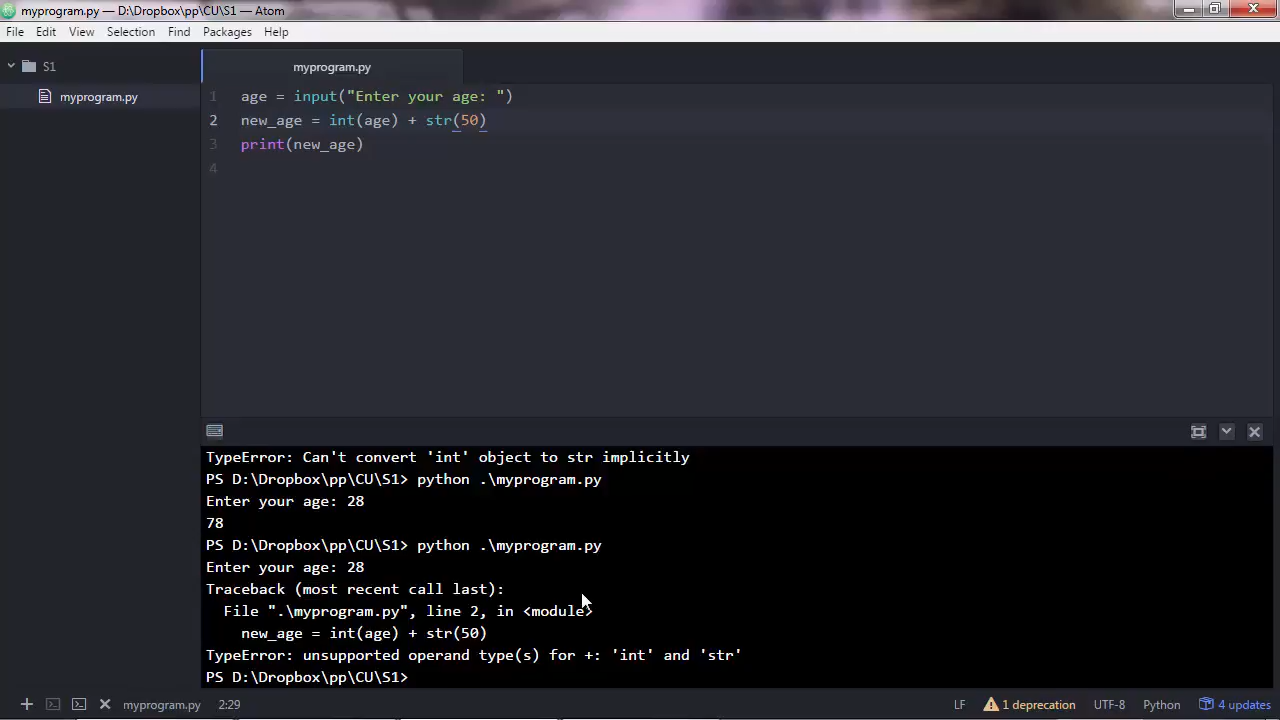 myprogram.py — D:\Dropbox\pp\CU\S1 — Atom
File Edit View Selection Find Packages Help
S1
myprogram.py
myprogram.py
1 age = input("Enter your age: ")
2 new_age = int(age) + str(50)
3 print(new_age)
4
TypeError: Can't convert 'int' object to str implicitly
PS D:\Dropbox\pp\CU\S1> python .\myprogram.py
Enter your age: 28
78
PS D:\Dropbox\pp\CU\S1> python .\myprogram.py
Enter your age: 28
Traceback (most recent call last):
File ".\myprogram.py", line 2, in <module>
new_age = int(age) + str(50)
TypeError: unsupported operand type(s) for +: 'int' and 'str'
PS D:\Dropbox\pp\CU\S1>
myprogram.py 2:29 LF 1 deprecation UTF-8 Python 4 updates